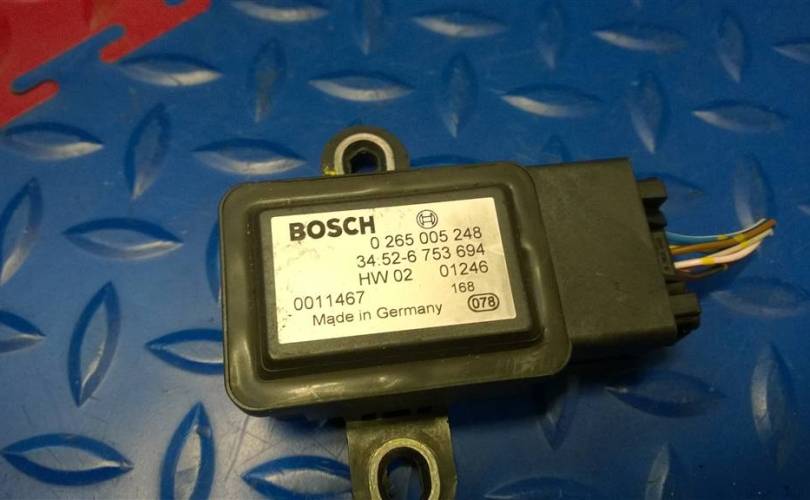 BOSCH
0 265 005 248
34.52-6 753 694
HW 02 01246
0011467 168
Made in Germany 078